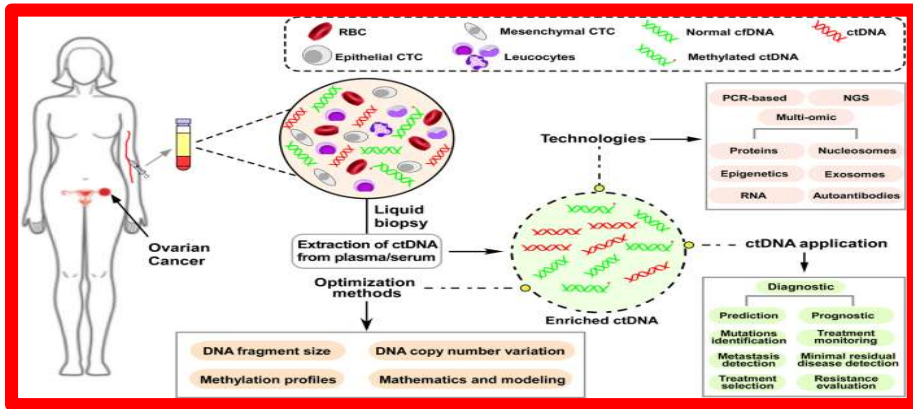 RBC
Mesenchymal CTC
Normal cfDNA
ctDNA
Epithelial CTC
Leucocytes
Methylated ctDNA
PCR-based
NGS
Multi-omic
Proteins
Nucleosomes
Epigenetics
Exosomes
RNA
Autoantibodies
Technologies
Ovarian
Cancer
Liquid
biopsy
Extraction of ctDNA
from plasma/serum
Optimization
methods
Enriched ctDNA
ctDNA application
Diagnostic
Prediction
Prognostic
Mutations
identification
Treatment
monitoring
Metastasis
detection
Minimal residual
disease detection
Treatment
selection
Resistance
evaluation
DNA fragment size
DNA copy number variation
Methylation profiles
Mathematics and modeling